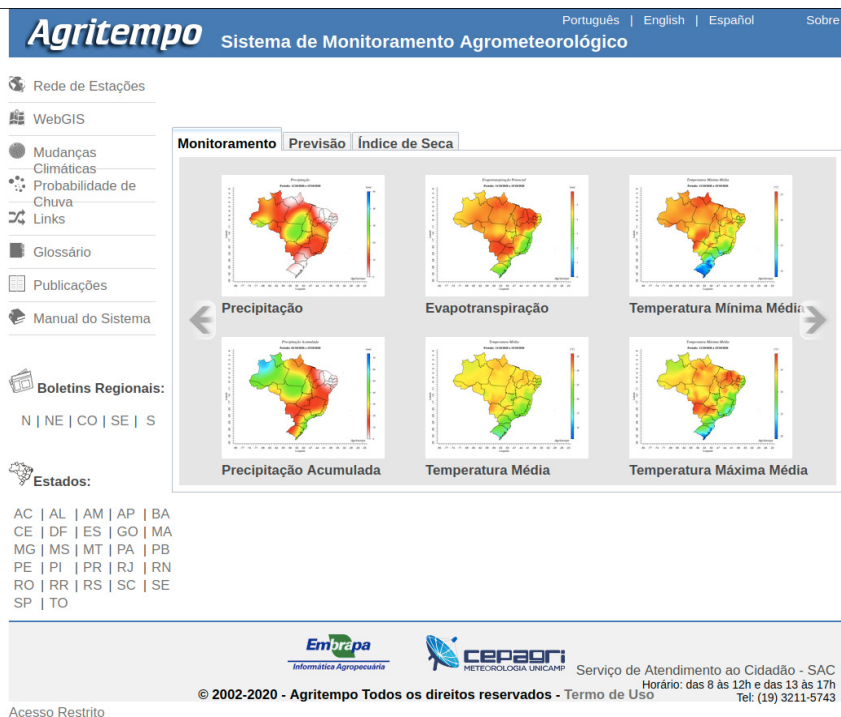 Agritempo
Português | English | Español Sobre
Sistema de Monitoramento Agrometeorológico
Rede de Estações
WebGIS
Mudanças
Climáticas
Probabilidade de
Chuva
Links
Glossário
Publicações
Manual do Sistema
Boletins Regionais:
N | NE | CO | SE | S
Estados:
AC | AL | AM | AP | BA
CE | DF | ES | GO | MA
MG | MS | MT | PA | PB
PE | PI | PR | RJ | RN
RO | RR | RS | SC | SE
SP | TO
Monitoramento Previsão Índice de Seca
Precipitação
Evapotranspiração
Temperatura Mínima Média
Precipitação Acumulada
Temperatura Média
Temperatura Máxima Média
Embrapa
Informática Agropecuária
cepagri
METEOROLOGIA UNICAMP
Serviço de Atendimento ao Cidadão - SAC
Horário: das 8 às 12h e das 13 às 17h
Tel: (19) 3211-5743
© 2002-2020 - Agritempo Todos os direitos reservados - Termo de Uso
Acesso Restrito